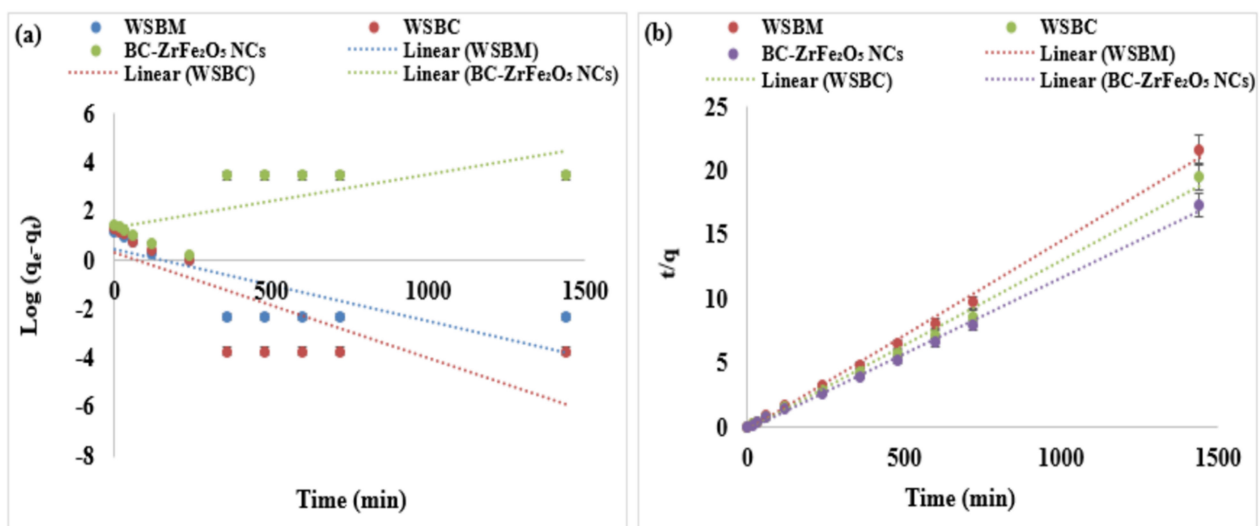 (a)
WSBM WSBC
BC-ZrFe₂O₅ NCs Linear (WSBM)
Linear (WSBC) Linear (BC-ZrFe₂O₅ NCs)
6
4
2
0
-2
-4
-6
-8
0 500 1000 1500
Log (qₑ-qₜ)
Time (min)
(b)
WSBM WSBC
BC-ZrFe₂O₅ NCs Linear (WSBM)
Linear (WSBC) Linear (BC-ZrFe₂O₅ NCs)
25
20
15
10
5
0
0 500 1000 1500
t/q
Time (min)